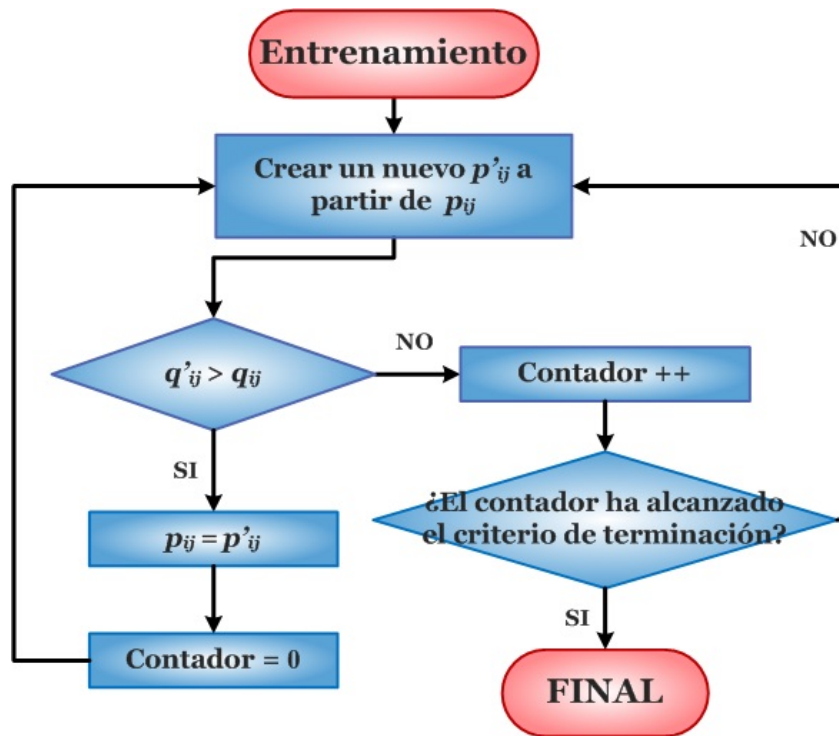 Entrenamiento
Crear un nuevo p'ij a
partir de pij
NO
q'ij > qij
NO
Contador ++
SI
¿El contador ha alcanzado
el criterio de terminación?
pij = p'ij
SI
Contador = 0
FINAL